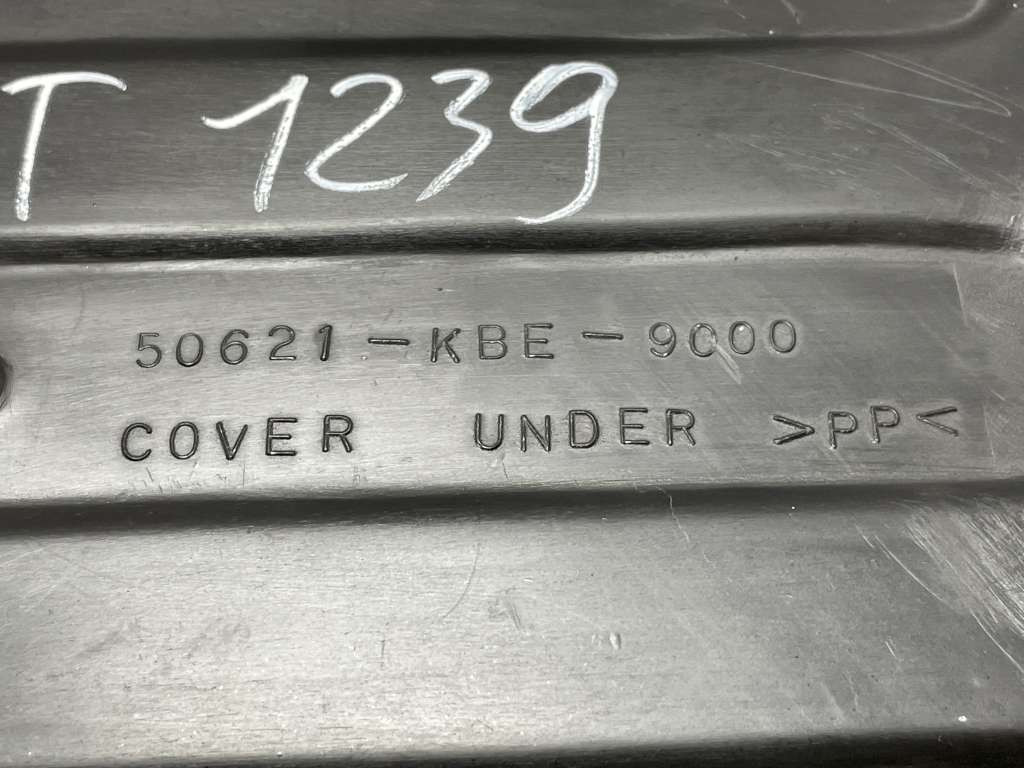 T 1239
50621-KBE-9000
COVER UNDER >PP<